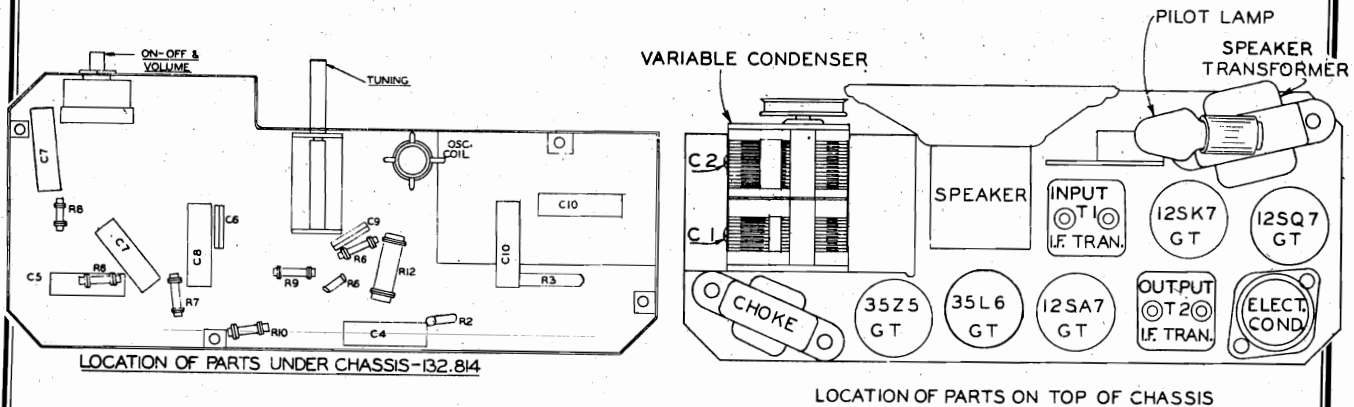 ON-OFF &
VOLUME
TUNING
OSC.
COIL
C7
R8
C7
C5
R8
R7
C8
C6
R10
R9
C9
R6
R6
R12
C4
R2
C10
C10
R3
LOCATION OF PARTS UNDER CHASSIS-132.814
PILOT LAMP
VARIABLE CONDENSER
SPEAKER
TRANSFORMER
C2
C1
SPEAKER
INPUT
T1
I.F. TRAN.
12SK7
GT
12SQ7
GT
CHOKE
35Z5
GT
35L6
GT
12SA7
GT
OUTPUT
T2
I.F. TRAN.
ELECT.
COND.
LOCATION OF PARTS ON TOP OF CHASSIS